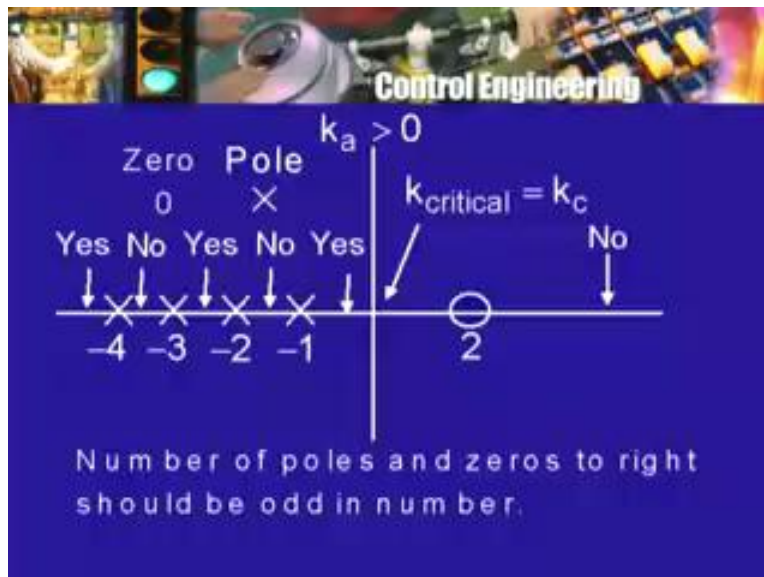 Control Engineering
kₐ > 0
Zero Pole
0 ×
k_critical = k_c
Yes No Yes No Yes No
–4 –3 –2 –1 2
Number of poles and zeros to right
should be odd in number.